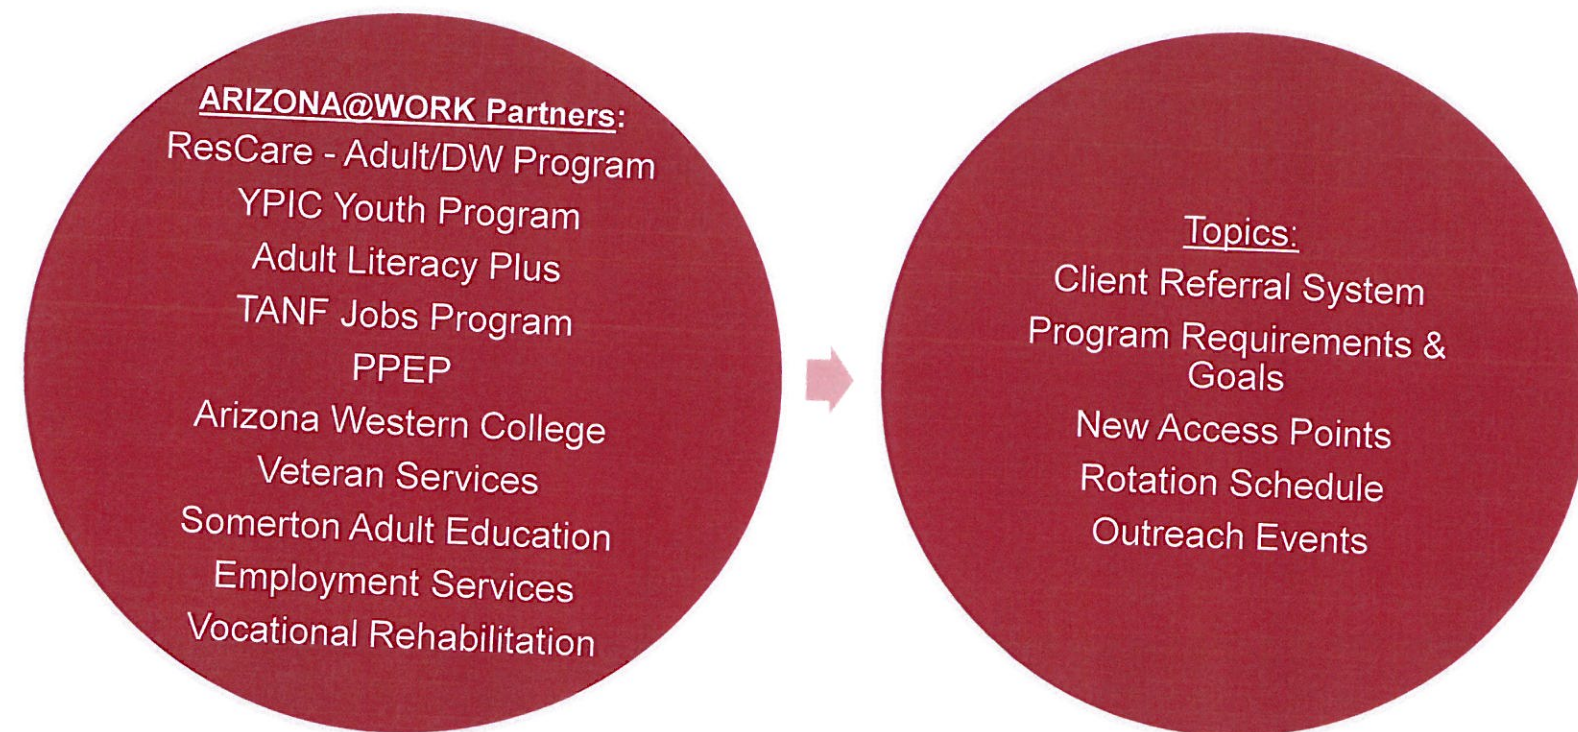 ARIZONA@WORK Partners:
ResCare - Adult/DW Program
YPIC Youth Program
Adult Literacy Plus
TANF Jobs Program
PPEP
Arizona Western College
Veteran Services
Somerton Adult Education
Employment Services
Vocational Rehabilitation
Topics:
Client Referral System
Program Requirements &
Goals
New Access Points
Rotation Schedule
Outreach Events